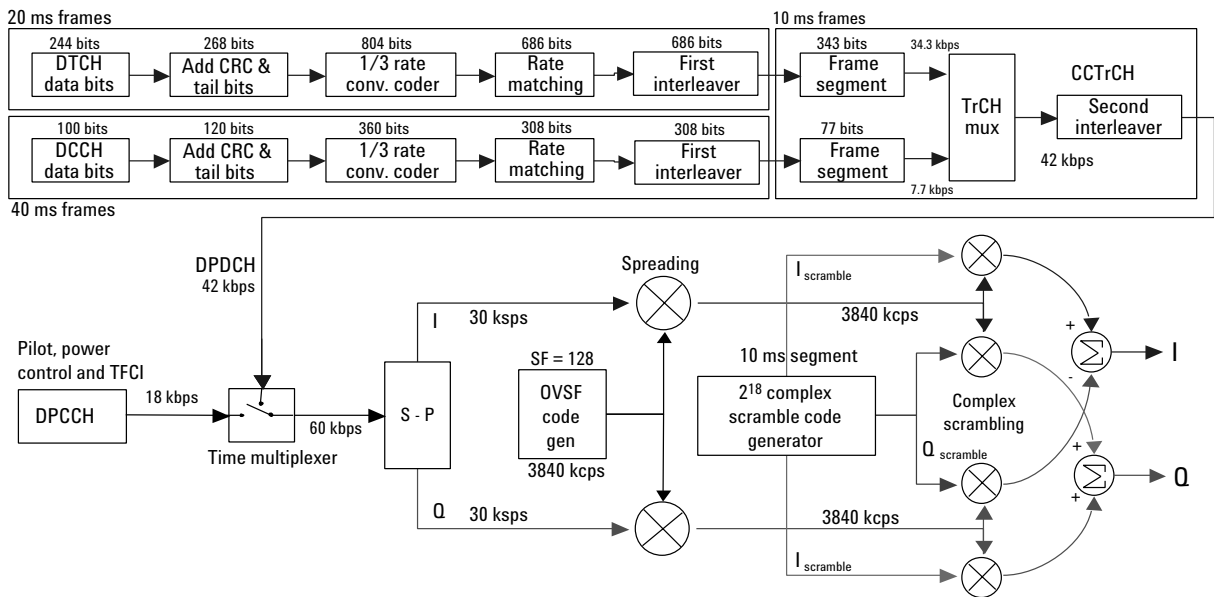 20 ms frames
10 ms frames
244 bits
268 bits
804 bits
686 bits
686 bits
343 bits
34.3 kbps
DTCH
data bits
Add CRC &
tail bits
1/3 rate
conv. coder
Rate
matching
First
interleaver
Frame
segment
TrCH
mux
CCTrCH
Second
interleaver
42 kbps
100 bits
120 bits
360 bits
308 bits
308 bits
77 bits
7.7 kbps
DCCH
data bits
Add CRC &
tail bits
1/3 rate
conv. coder
Rate
matching
First
interleaver
Frame
segment
40 ms frames
DPDCH
42 kbps
Spreading
I
30 ksps
3840 kcps
I scramble
Pilot, power
control and TFCI
DPCCH
18 kbps
60 kbps
Time multiplexer
S - P
SF = 128
OVSF
code
gen
3840 kcps
10 ms segment
2¹⁸ complex
scramble code
generator
Complex
scrambling
Q scramble
+
Σ
-
I
+
Σ
+
Q
Q
30 ksps
3840 kcps
I scramble